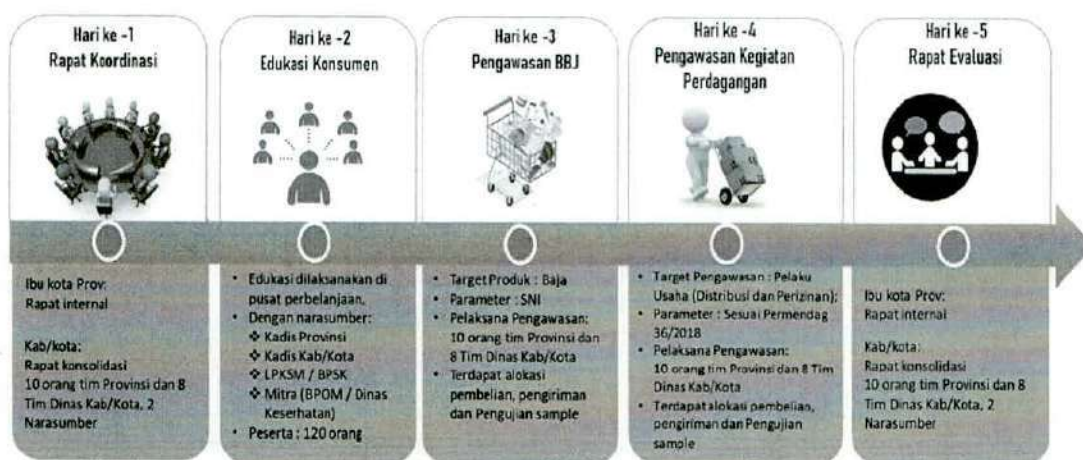 Hari ke -1
Rapat Koordinasi
Ibu kota Prov:
Rapat internal
Kab/kota:
Rapat konsolidasi
10 orang tim Provinsi dan 8
Tim Dinas Kab/Kota, 2
Narasumber
Hari ke -2
Edukasi Konsumen
• Edukasi dilaksanakan di
pusat perbelanjaan,
• Dengan narasumber:
❖ Kadis Provinsi
❖ Kadis Kab/Kota
❖ LPKSM / BPSK
❖ Mitra (BPOM / Dinas
Keserhatan)
• Peserta : 120 orang
Hari ke -3
Pengawasan BBJ
• Target Produk : Baja
• Parameter : SNI
• Pelaksana Pengawasan:
10 orang tim Provinsi dan
8 Tim Dinas Kab/Kota
• Terdapat alokasi
pembelian, pengiriman
dan Pengujian sample
Hari ke -4
Pengawasan Kegiatan
Perdagangan
• Target Pengawasan : Pelaku
Usaha (Distribusi dan Perizinan);
• Parameter : Sesuai Permendag
36/2018
• Pelaksana Pengawasan:
10 orang tim Provinsi dan 8 Tim
Dinas Kab/Kota
• Terdapat alokasi pembelian,
pengiriman dan Pengujian
sample
Hari ke -5
Rapat Evaluasi
Ibu kota Prov:
Rapat internal
Kab/kota:
Rapat konsolidasi
10 orang tim Provinsi dan 8
Tim Dinas Kab/Kota, 2
Narasumber